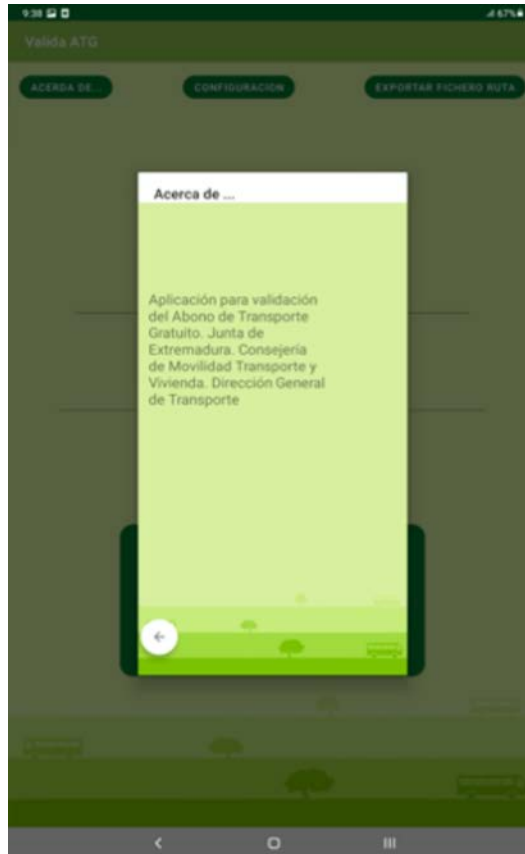 9:38
67%
Valida ATG
ACERCA DE...
CONFIGURACION
EXPORTAR FICHERO RUTA
Acerca de ...
Aplicación para validación
del Abono de Transporte
Gratuito. Junta de
Extremadura. Consejería
de Movilidad Transporte y
Vivienda. Dirección General
de Transporte